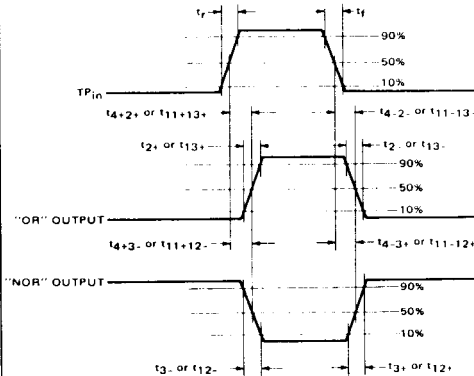 tr tf
90%
50%
10%
TPin
t4+2+ or t11+13+ t4-2- or t11-13-
t2+ or t13+ t2- or t13-
90%
50%
"OR" OUTPUT 10%
t4+3- or t11+12- t4-3+ or t11-12+
"NOR" OUTPUT 90%
50%
10%
t3- or t12- t3+ or t12+